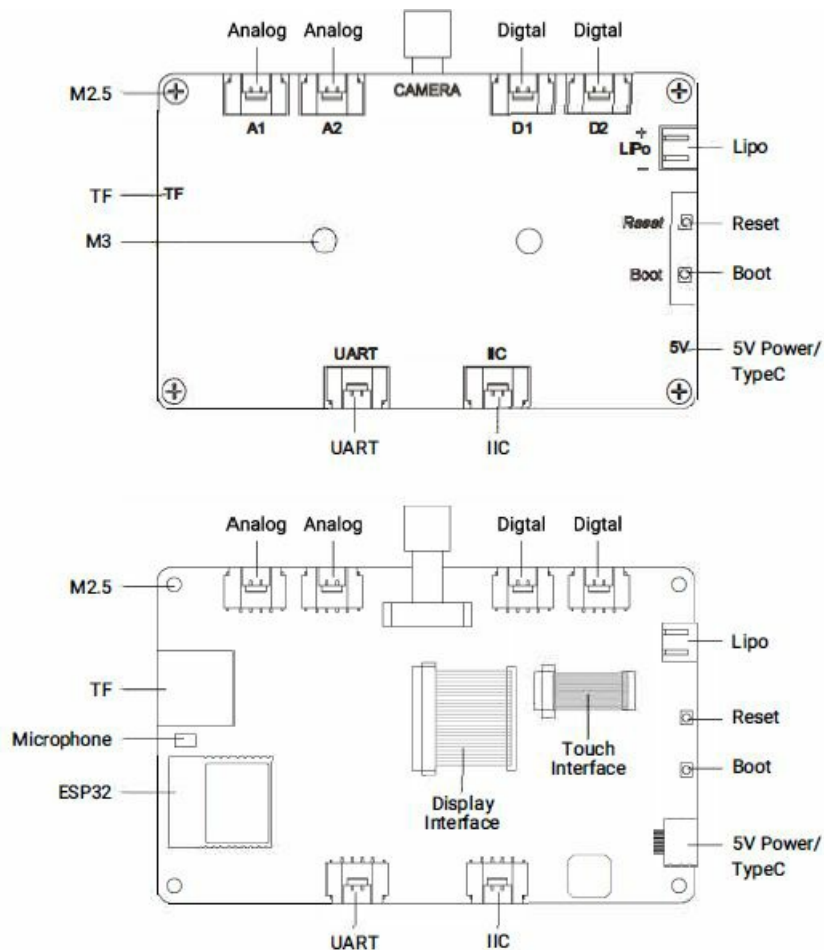 Analog Analog Digtal Digtal
M2.5
CAMERA
A1 A2 D1 D2
+
LIPo Lipo
−
TF TF
Reset Reset
M3
Boot Boot
UART IIC
5V 5V Power/
TypeC
UART IIC
Analog Analog Digtal Digtal
M2.5
Lipo
TF
Reset
Microphone
Touch
Interface
Boot
ESP32
Display
Interface
5V Power/
TypeC
UART IIC